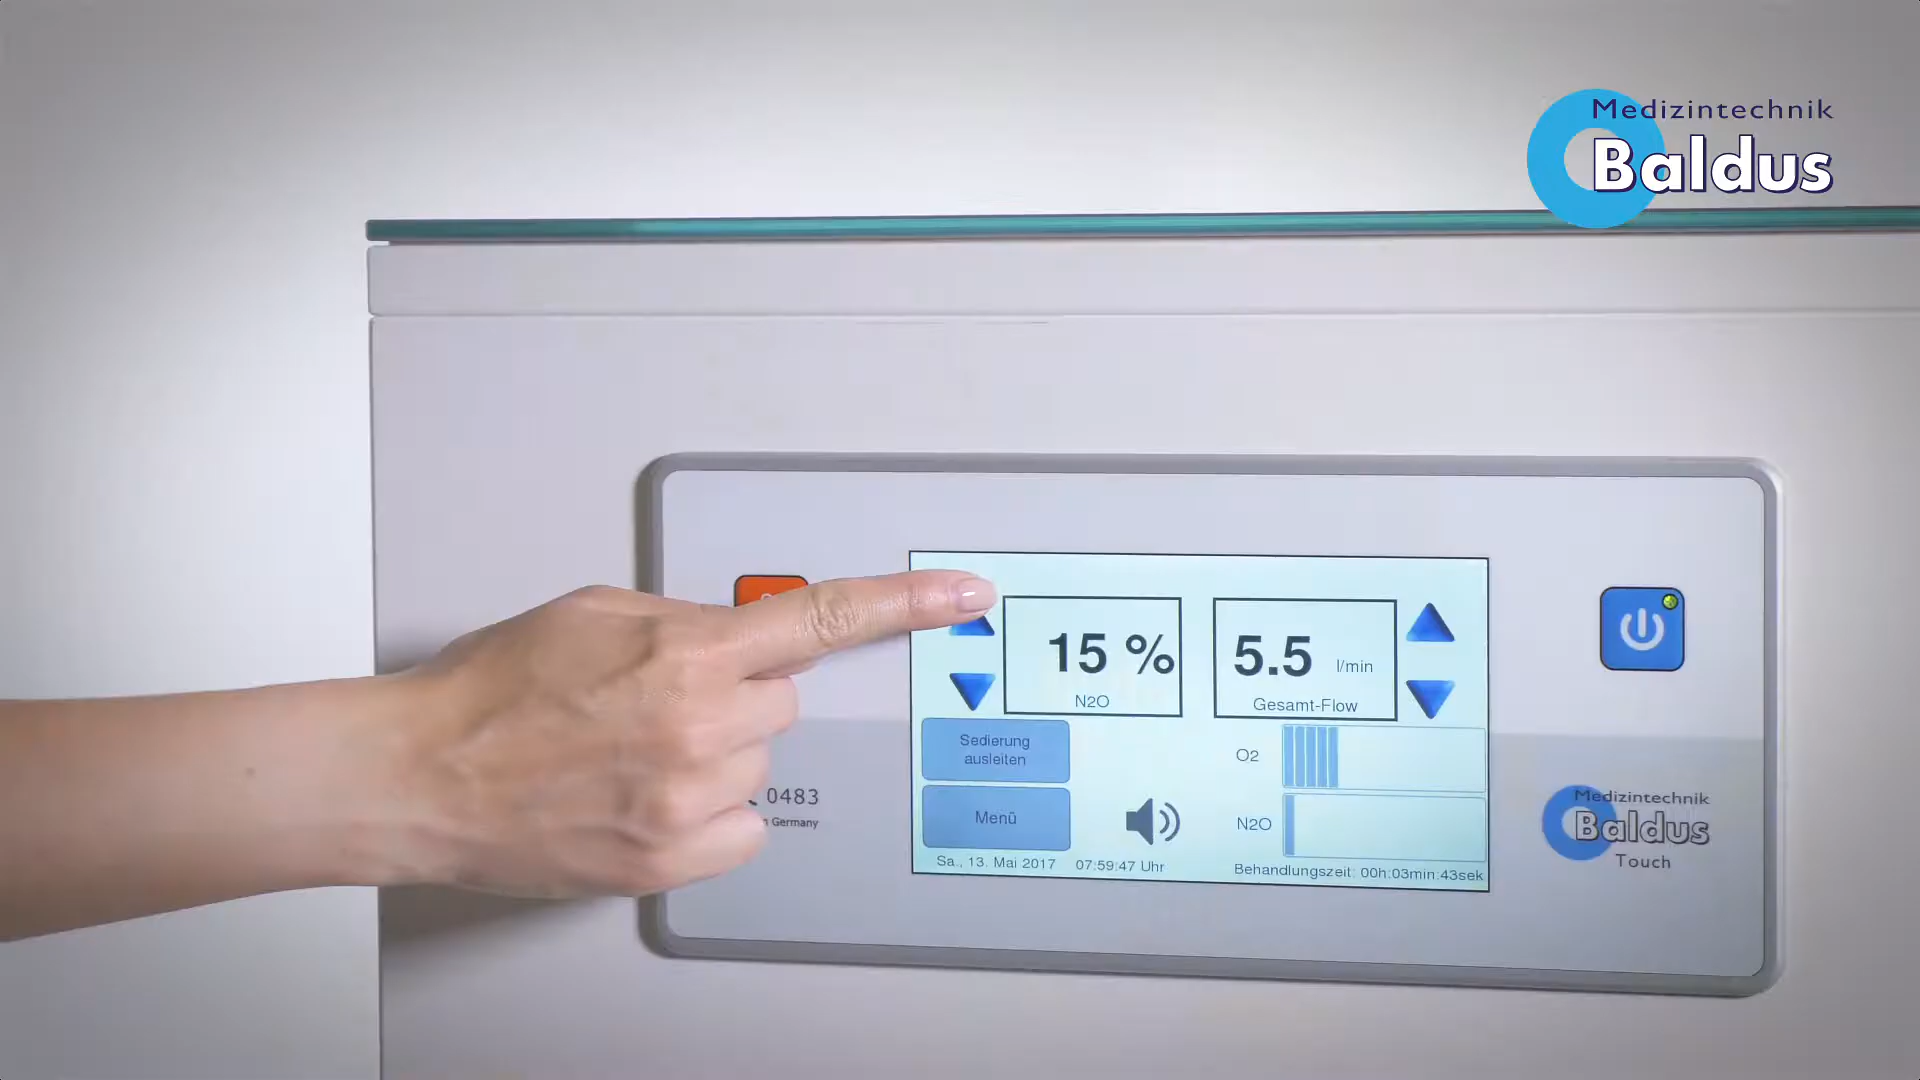 Medizintechnik
Baldus
15 %
N2O
5.5 l/min
Gesamt-Flow
Sedierung
ausleiten
Menü
O2
N2O
Sa., 13. Mai 2017 07:59:47 Uhr
Behandlungszeit: 00h:03min:43sek
0483
Germany
Medizintechnik
Baldus
Touch